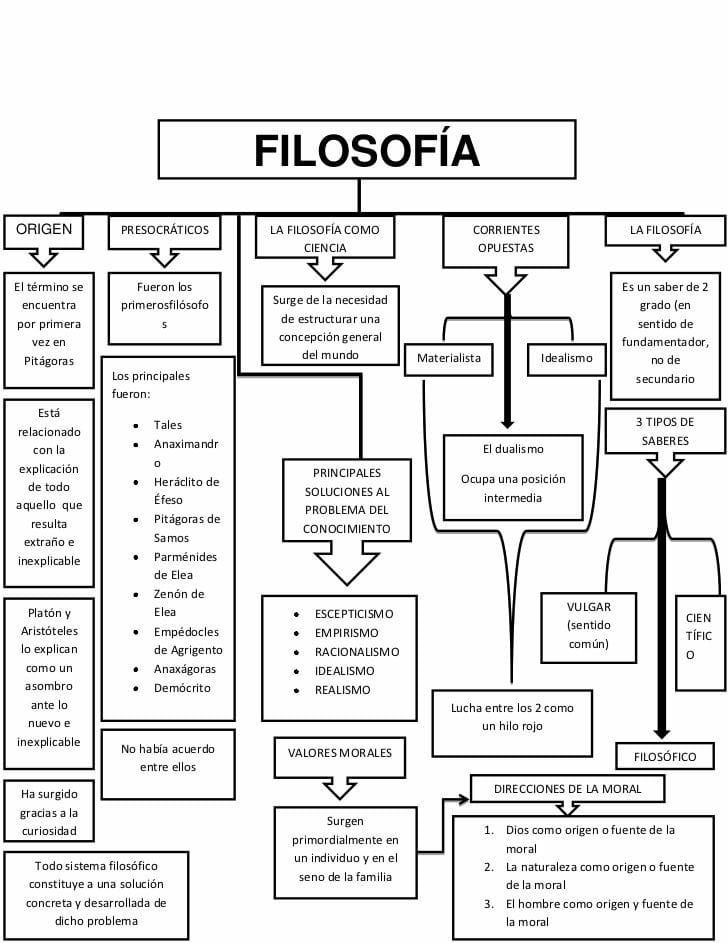 FILOSOFÍA
ORIGEN
El término se
encuentra
por primera
vez en
Pitágoras
Está
relacionado
con la
explicación
de todo
aquello que
resulta
extraño e
inexplicable
Platón y
Aristóteles
lo explican
como un
asombro
ante lo
nuevo e
inexplicable
Ha surgido
gracias a la
curiosidad
Todo sistema filosófico
constituye a una solución
concreta y desarrollada de
dicho problema
PRESOCRÁTICOS
Fueron los
primerosfilósofo
s
Los principales
fueron:
• Tales
• Anaximandr
o
• Heráclito de
Éfeso
• Pitágoras de
Samos
• Parménides
de Elea
• Zenón de
Elea
• Empédocles
de Agrigento
• Anaxágoras
• Demócrito
No había acuerdo
entre ellos
LA FILOSOFÍA COMO
CIENCIA
Surge de la necesidad
de estructurar una
concepción general
del mundo
PRINCIPALES
SOLUCIONES AL
PROBLEMA DEL
CONOCIMIENTO
• ESCEPTICISMO
• EMPIRISMO
• RACIONALISMO
• IDEALISMO
• REALISMO
VALORES MORALES
Surgen
primordialmente en
un individuo y en el
seno de la familia
CORRIENTES
OPUESTAS
Materialista
Idealismo
El dualismo
Ocupa una posición
intermedia
Lucha entre los 2 como
un hilo rojo
LA FILOSOFÍA
Es un saber de 2
grado (en
sentido de
fundamentador,
no de
secundario
3 TIPOS DE
SABERES
VULGAR
(sentido
común)
CIEN
TÍFIC
O
FILOSÓFICO
DIRECCIONES DE LA MORAL
1. Dios como origen o fuente de la
moral
2. La naturaleza como origen o fuente
de la moral
3. El hombre como origen y fuente de
la moral